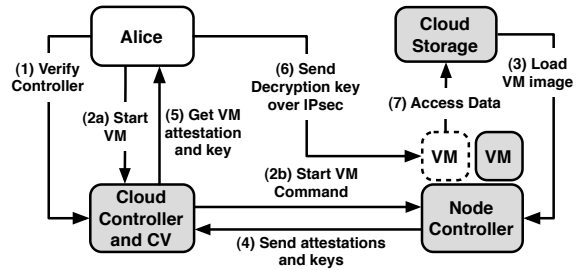 Alice
Cloud
Storage
(1) Verify
Controller
(2a) Start
VM
(5) Get VM
attestation
and key
(6) Send
Decryption key
over IPsec
(3) Load
VM image
(7) Access Data
VM
VM
(2b) Start VM
Command
Cloud
Controller
and CV
Node
Controller
(4) Send attestations
and keys